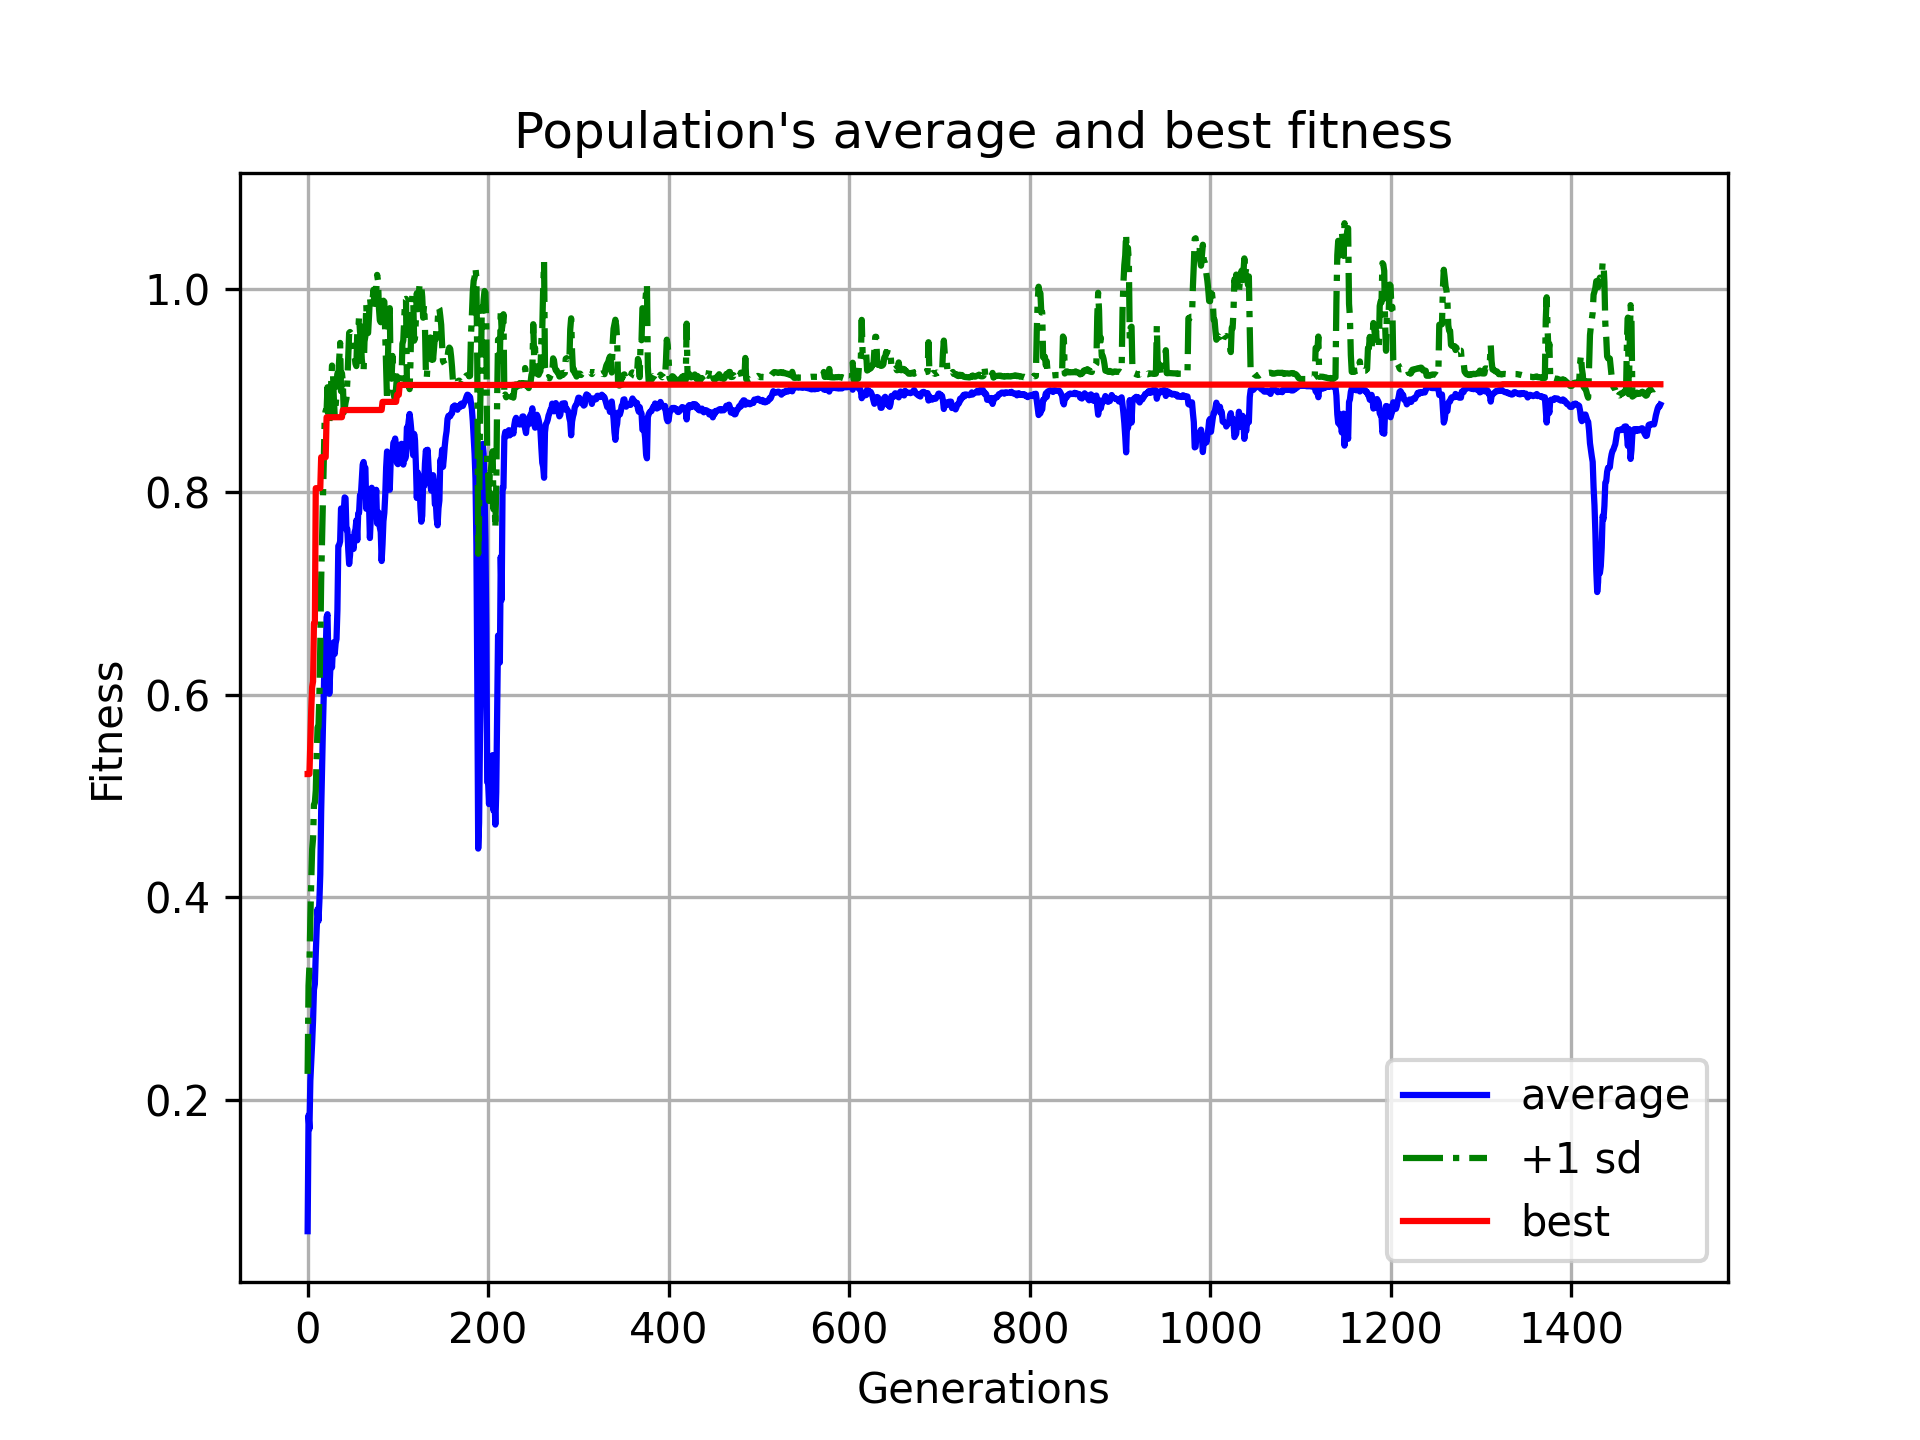 Population's average and best fitness
1.0
0.8
0.6
0.4
0.2
Fitness
average
+1 sd
best
0 200 400 600 800 1000 1200 1400
Generations